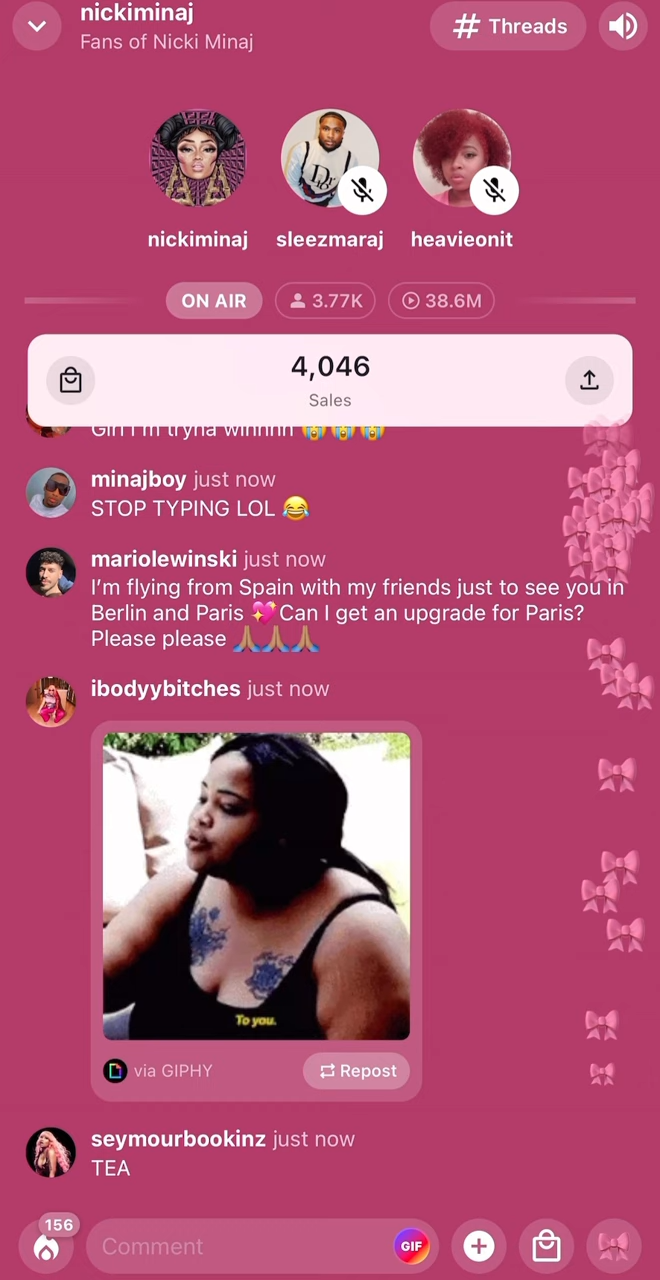 nickiminaj
Fans of Nicki Minaj
# Threads
nickiminaj
sleezmaraj
heavieonit
ON AIR
3.77K
38.6M
4,046
Sales
Girl I'm tryna winnnn 😭😭😭
minajboy just now
STOP TYPING LOL 😂
mariolewinski just now
I'm flying from Spain with my friends just to see you in
Berlin and Paris 💖Can I get an upgrade for Paris?
Please please 🙏🏽🙏🏽🙏🏽
ibodyybitches just now
To you.
via GIPHY
Repost
seymourbookinz just now
TEA
156
Comment
GIF